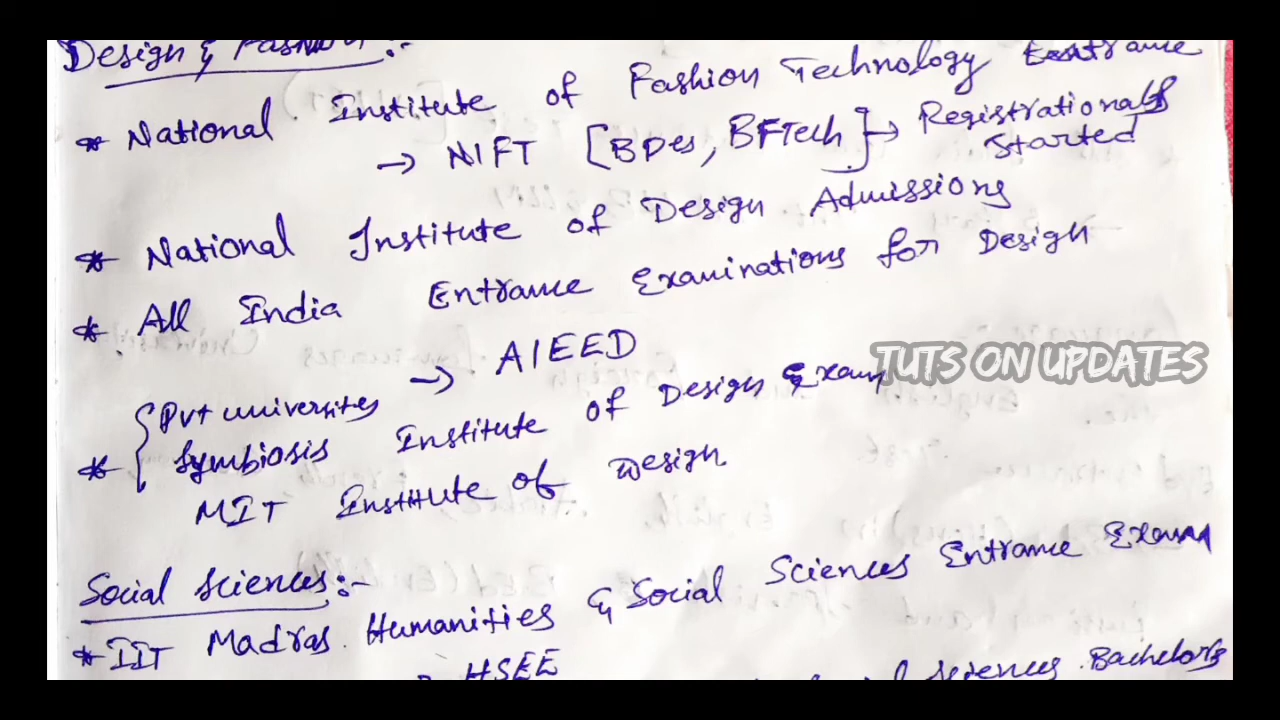 Design & Fashion :-
* National Institute of Fashion Technology Entrance
→ NIFT [BDes, BFTech] → Registrations
Started
* National Institute of Design Admissions
* All India Entrance Examinations for Design
→ AIEED
Pvt universites
* Symbiosis Institute of Design Exam
MIT Institute of Design
TUTS ON UPDATES
Social Sciences :-
* IIT Madras Humanities & Social Sciences Entrance Exam
HSEE
Sciences Bachelors